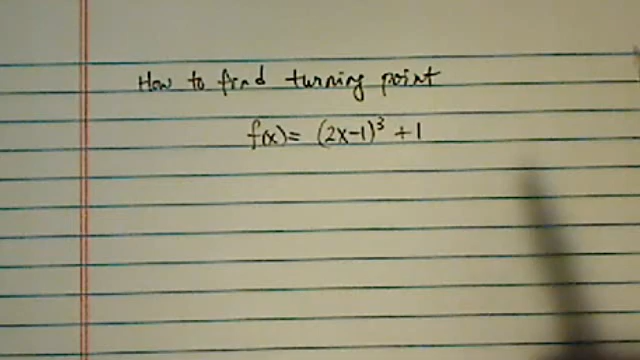 How to find turning point
f(x) = (2x-1)³ + 1